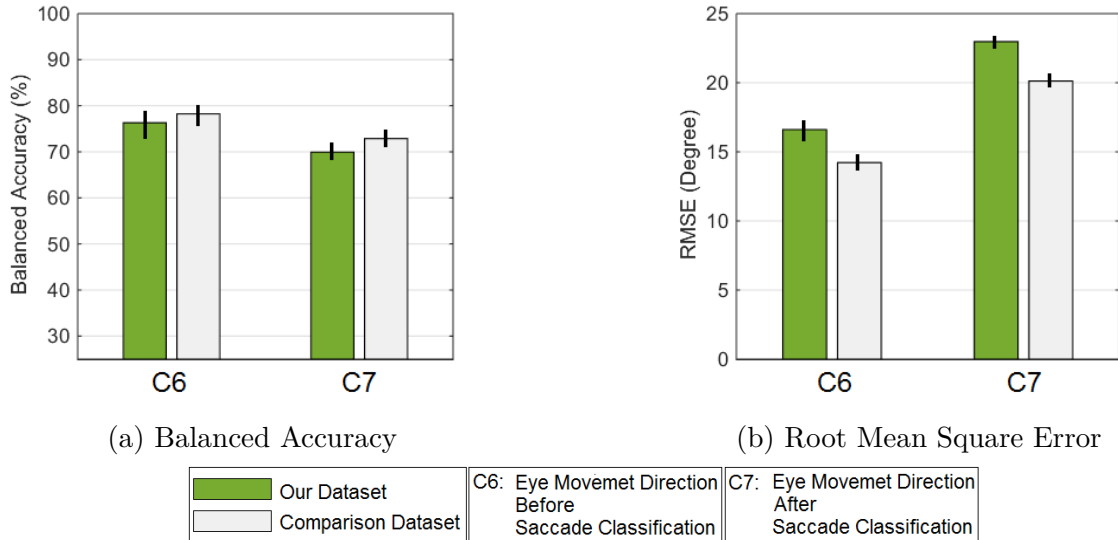 100
90
80
70
60
50
40
30
Balanced Accuracy (%)
C6 C7
(a) Balanced Accuracy
25
20
15
10
5
0
RMSE (Degree)
C6 C7
(b) Root Mean Square Error
Our Dataset
Comparison Dataset
C6: Eye Movemet Direction
Before
Saccade Classification
C7: Eye Movemet Direction
After
Saccade Classification